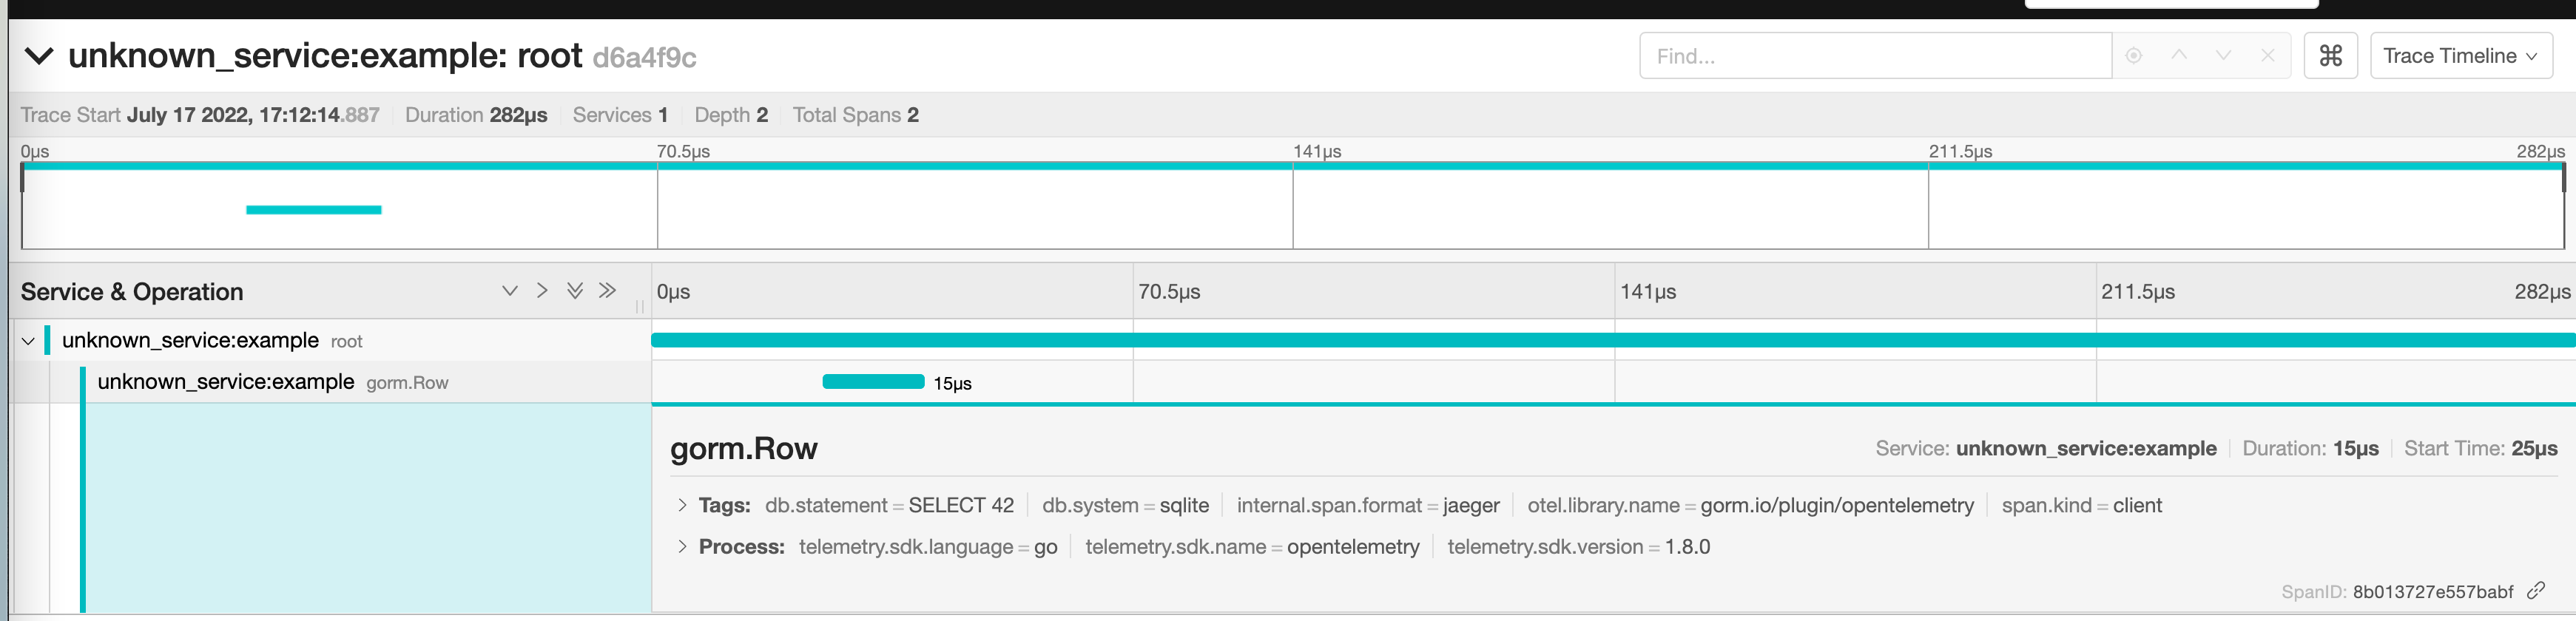 unknown_service:example: root d6a4f9c
Find...
⌘
Trace Timeline
Trace Start July 17 2022, 17:12:14.887 Duration 282μs Services 1 Depth 2 Total Spans 2
0μs 70.5μs 141μs 211.5μs 282μs
Service & Operation 0μs 70.5μs 141μs 211.5μs 282μs
unknown_service:example root
unknown_service:example gorm.Row 15μs
gorm.Row Service: unknown_service:example Duration: 15μs Start Time: 25μs
Tags: db.statement = SELECT 42 db.system = sqlite internal.span.format = jaeger otel.library.name = gorm.io/plugin/opentelemetry span.kind = client
Process: telemetry.sdk.language = go telemetry.sdk.name = opentelemetry telemetry.sdk.version = 1.8.0
SpanID: 8b013727e557babf